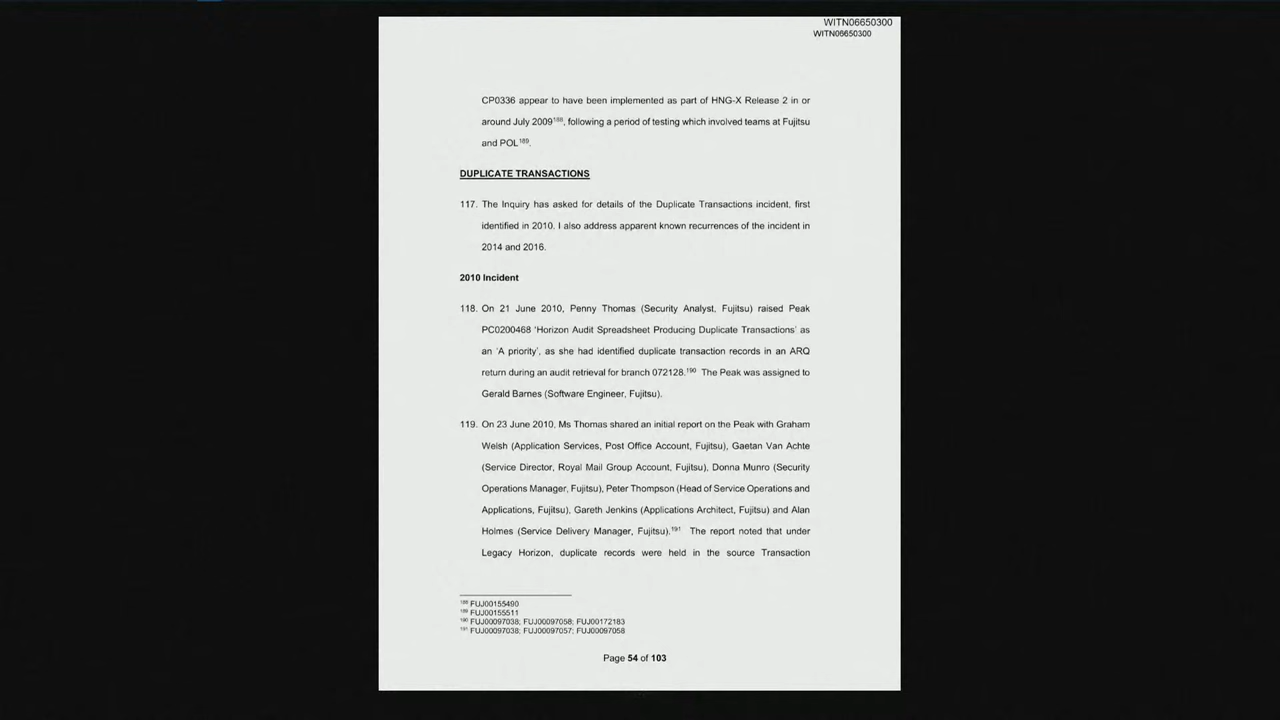 WITN06650300
WITN06650300
CP0336 appear to have been implemented as part of HNG-X Release 2 in or
around July 2009¹⁸⁸, following a period of testing which involved teams at Fujitsu
and POL¹⁸⁹.
DUPLICATE TRANSACTIONS
117. The Inquiry has asked for details of the Duplicate Transactions incident, first
identified in 2010. I also address apparent known recurrences of the incident in
2014 and 2016.
2010 Incident
118. On 21 June 2010, Penny Thomas (Security Analyst, Fujitsu) raised Peak
PC0200468 'Horizon Audit Spreadsheet Producing Duplicate Transactions' as
an 'A priority', as she had identified duplicate transaction records in an ARQ
return during an audit retrieval for branch 072128.¹⁹⁰ The Peak was assigned to
Gerald Barnes (Software Engineer, Fujitsu).
119. On 23 June 2010, Ms Thomas shared an initial report on the Peak with Graham
Welsh (Application Services, Post Office Account, Fujitsu), Gaetan Van Achte
(Service Director, Royal Mail Group Account, Fujitsu), Donna Munro (Security
Operations Manager, Fujitsu), Peter Thompson (Head of Service Operations and
Applications, Fujitsu), Gareth Jenkins (Applications Architect, Fujitsu) and Alan
Holmes (Service Delivery Manager, Fujitsu).¹⁹¹ The report noted that under
Legacy Horizon, duplicate records were held in the source Transaction
¹⁸⁸ FUJ00155490
¹⁸⁹ FUJ00155511
¹⁹⁰ FUJ00097038; FUJ00097058; FUJ00172183
¹⁹¹ FUJ00097038; FUJ00097057; FUJ00097058
Page 54 of 103